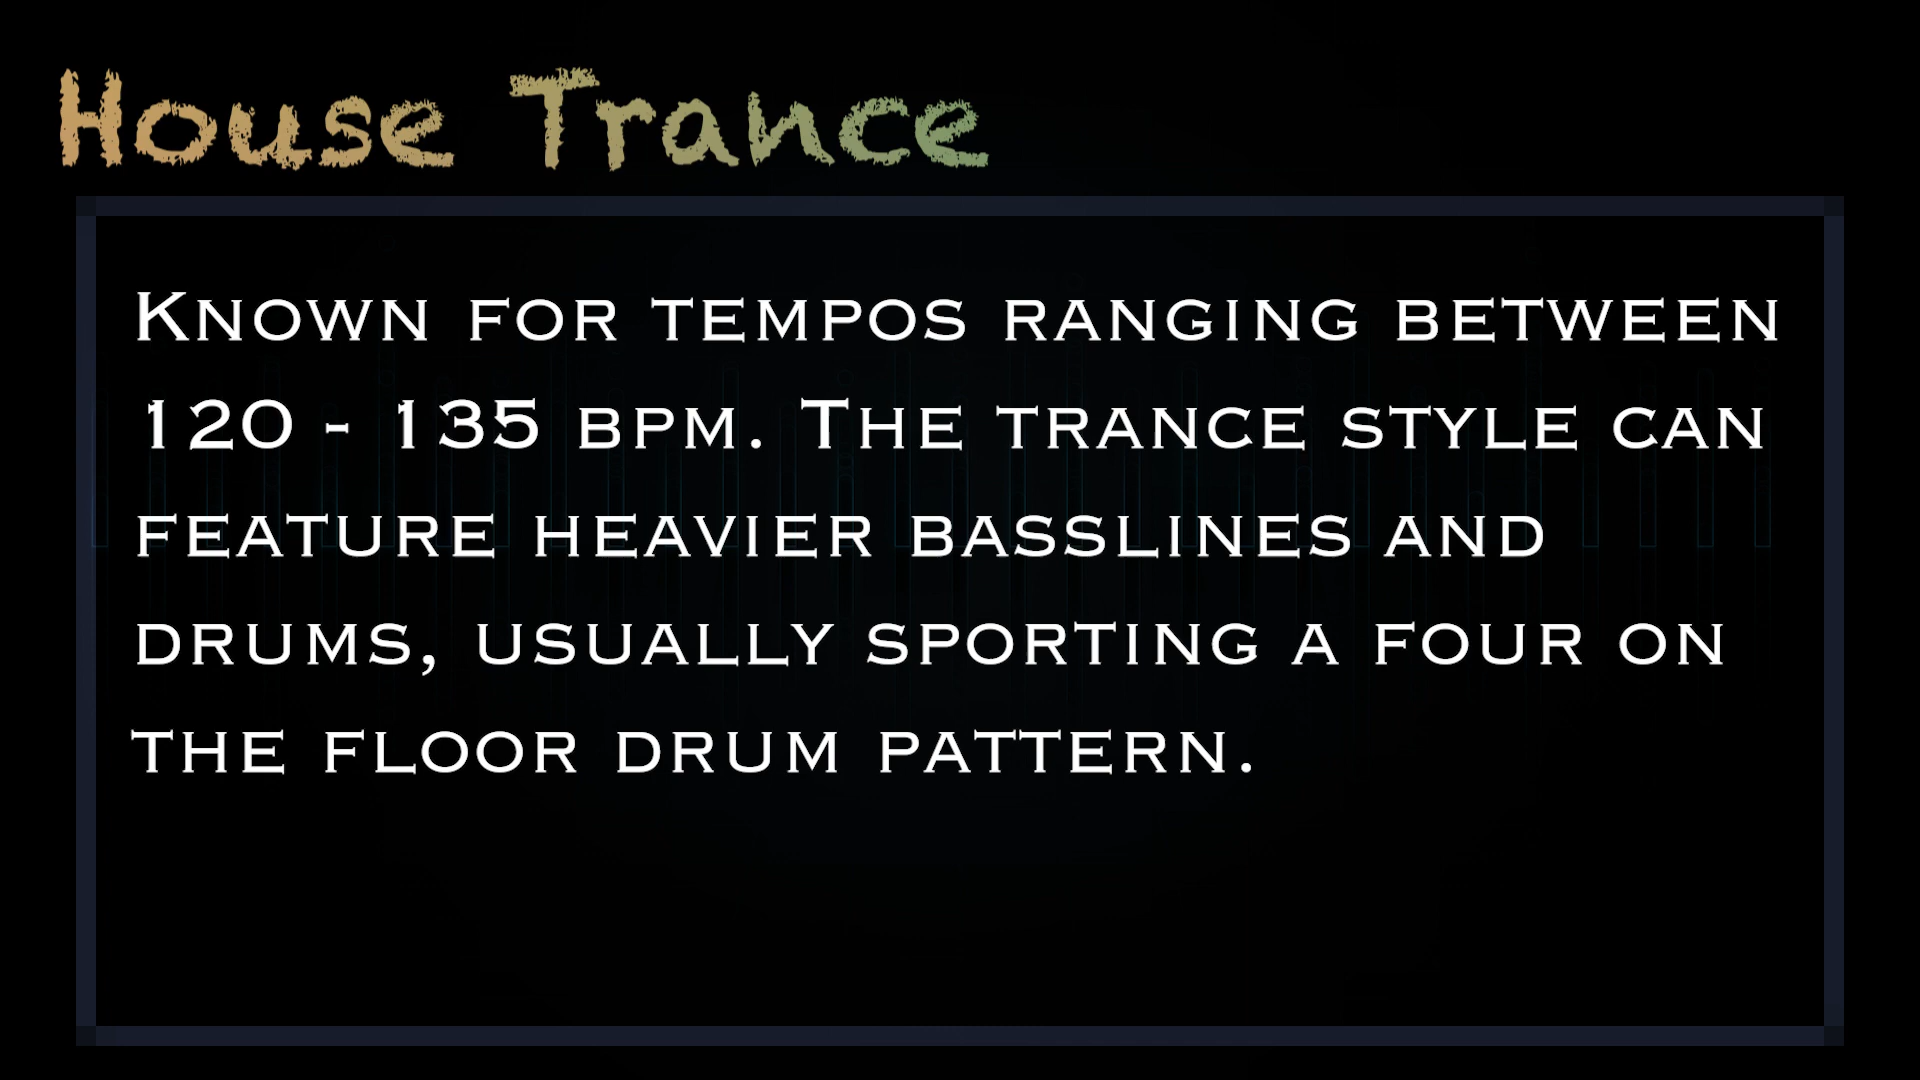 House Trance
Known for tempos ranging between
120 - 135 bpm. The trance style can
feature heavier basslines and
drums, usually sporting a four on
the floor drum pattern.